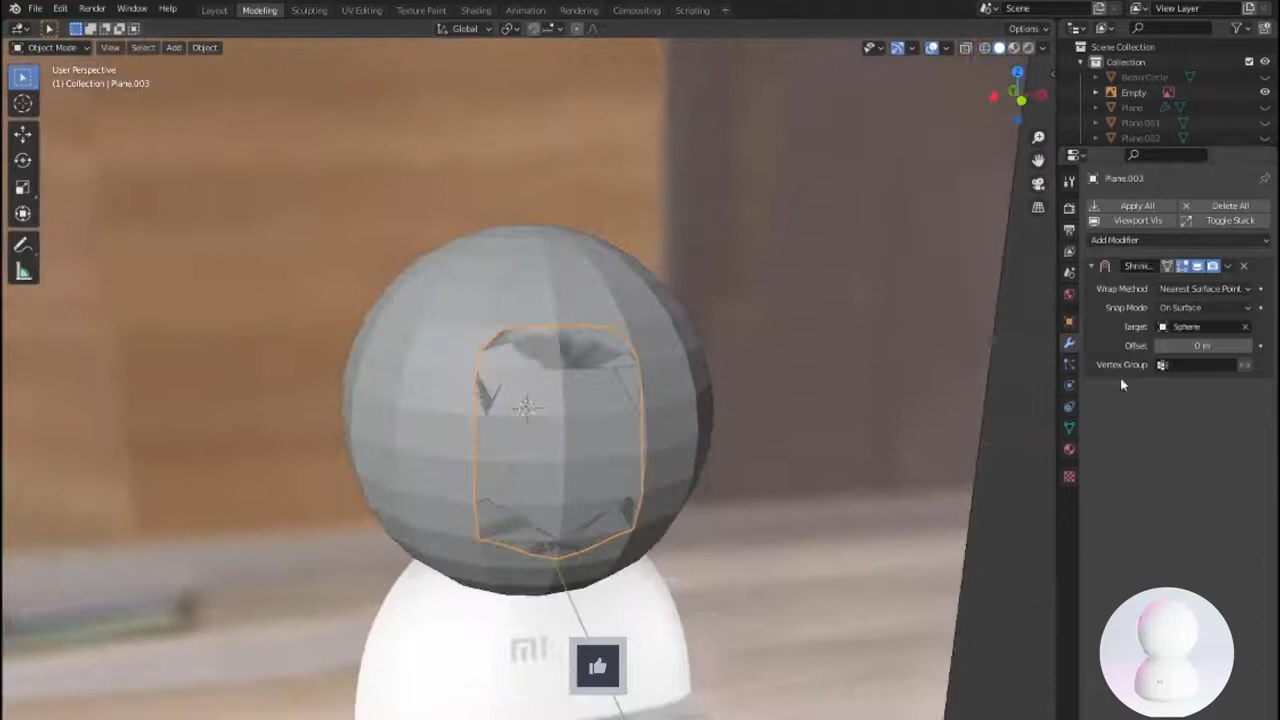 File Edit Render Window Help
Layout Modeling Sculpting UV Editing Texture Paint Shading Animation Rendering Compositing Scripting +
Scene
View Layer
Global
Options
Object Mode View Select Add Object
User Perspective
(1) Collection | Plane.003
Scene Collection
Collection
BezierCircle
Empty
Plane
Plane.001
Plane.002
Plane.003
Apply All Delete All
Viewport Vis Toggle Stack
Add Modifier
Shrink..
Wrap Method Nearest Surface Point
Snap Mode On Surface
Target Sphere
Offset 0 m
Vertex Group
mi